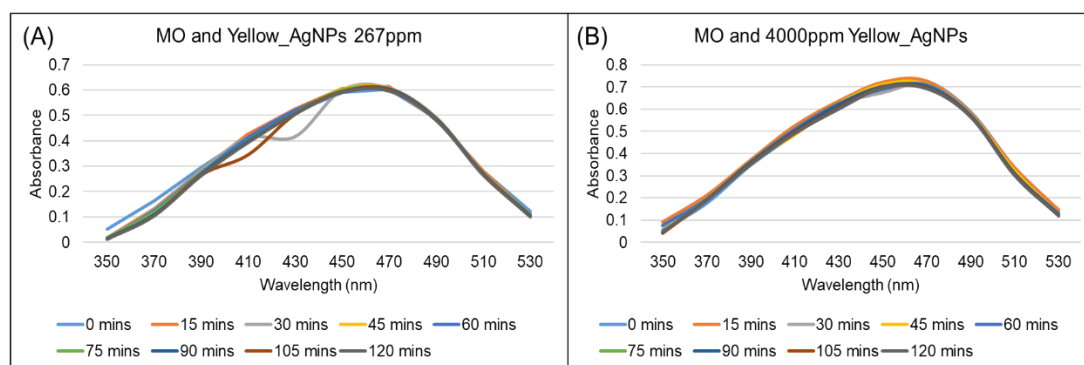 (A) MO and Yellow_AgNPs 267ppm
Absorbance
0.7
0.6
0.5
0.4
0.3
0.2
0.1
0
350 370 390 410 430 450 470 490 510 530
Wavelength (nm)
0 mins 15 mins 30 mins 45 mins 60 mins
75 mins 90 mins 105 mins 120 mins
(B) MO and 4000ppm Yellow_AgNPs
Absorbance
0.8
0.7
0.6
0.5
0.4
0.3
0.2
0.1
0
350 370 390 410 430 450 470 490 510 530
Wavelength (nm)
0 mins 15 mins 30 mins 45 mins 60 mins
75 mins 90 mins 105 mins 120 mins